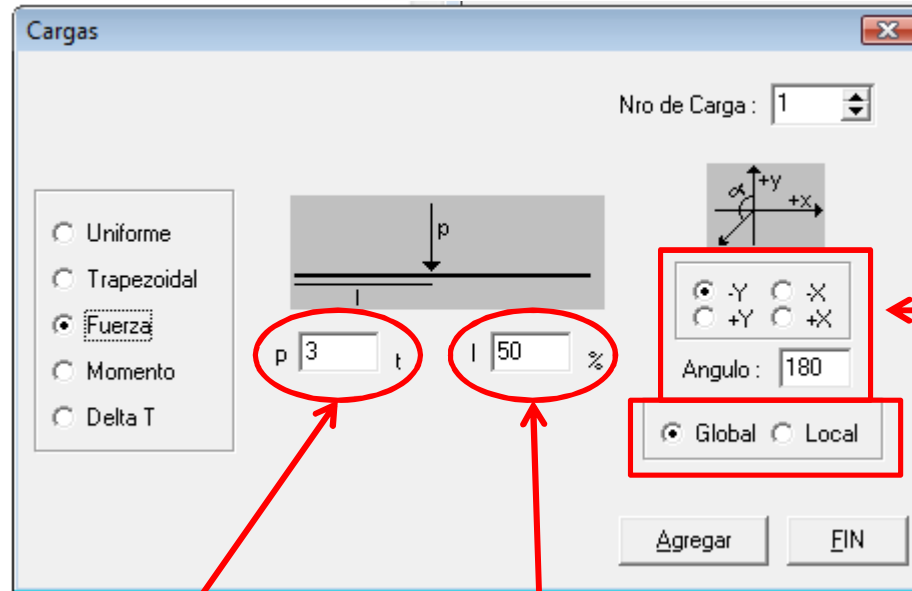 Cargas
Nro de Carga : 1
α +y
+x
Uniforme
Trapezoidal
Fuerza
Momento
Delta T
p
l
p 3 t
l 50 %
-Y -X
+Y +X
Angulo : 180
Global Local
Agregar FIN